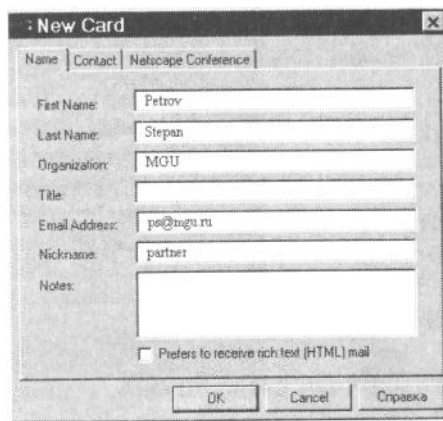 : New Card
Name Contact Netscape Conference
First Name: Petrov
Last Name: Stepan
Organization: MGU
Title:
Email Address: ps@mgu.ru
Nickname: partner
Notes:
Prefers to receive rich text (HTML) mail
OK Cancel Справка